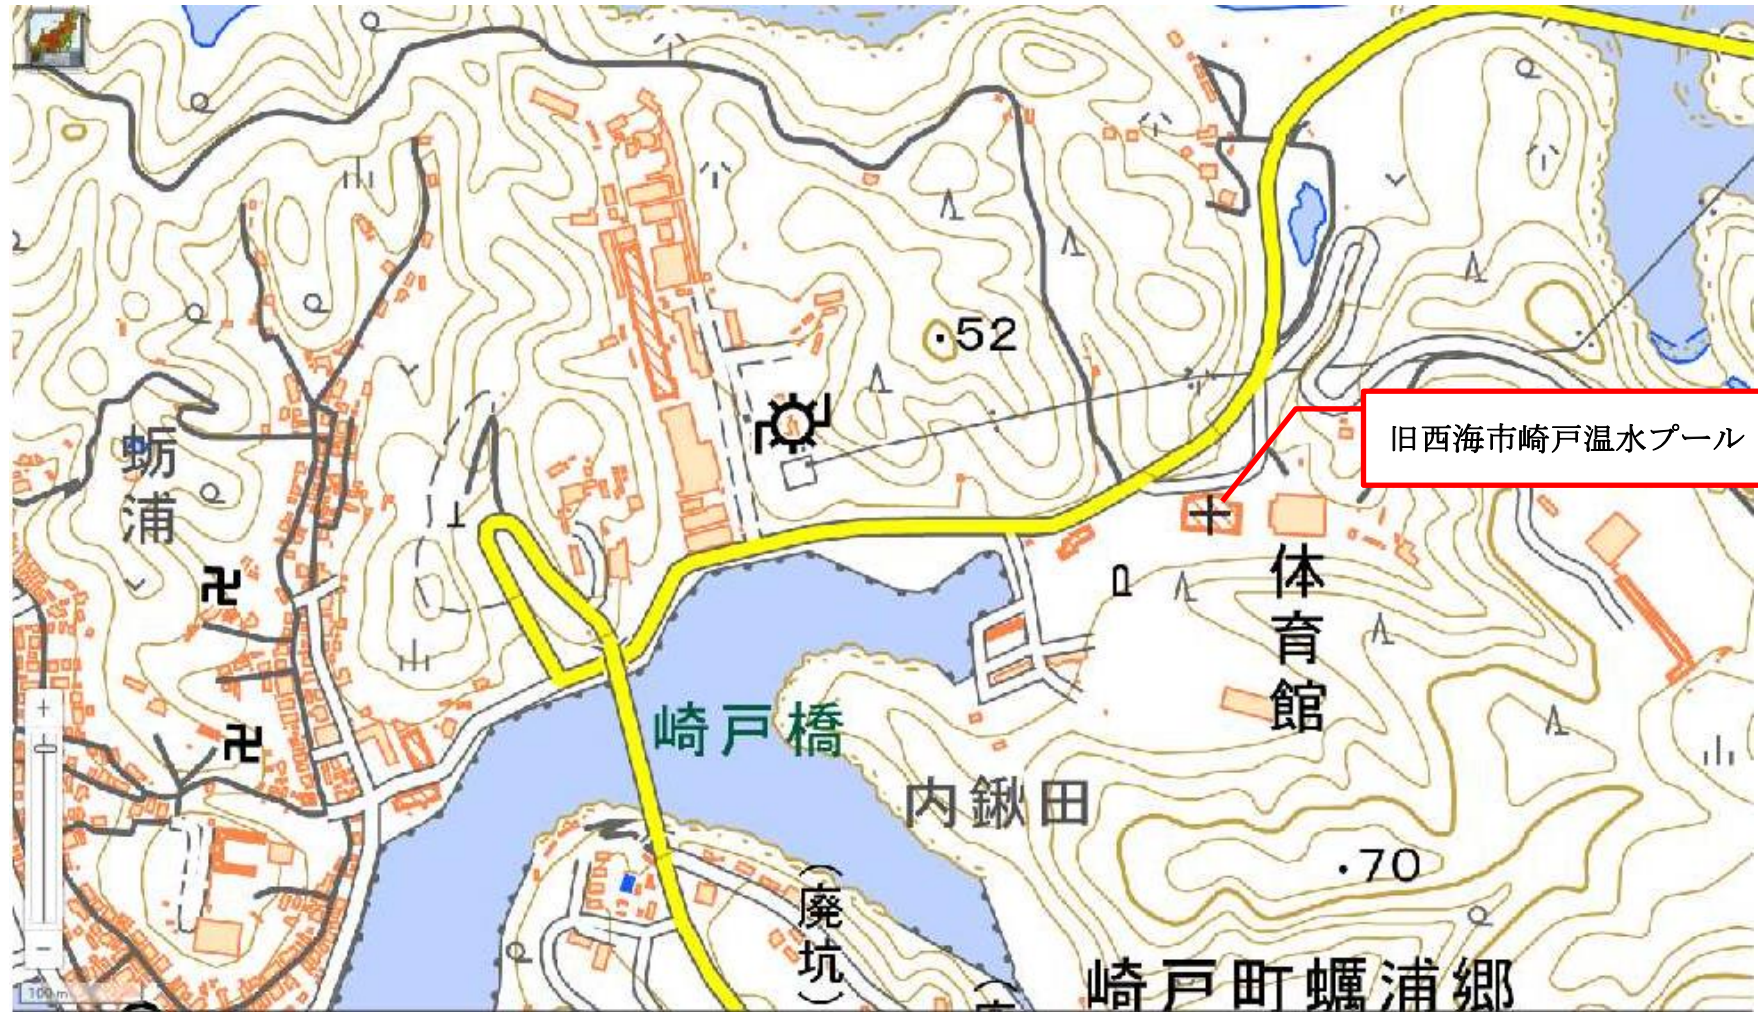 ・52
旧西海市崎戸温水プール
蛎浦
体育館
崎戸橋
内鍬田
・70
(廃坑)
崎戸町蠣浦郷
100 m